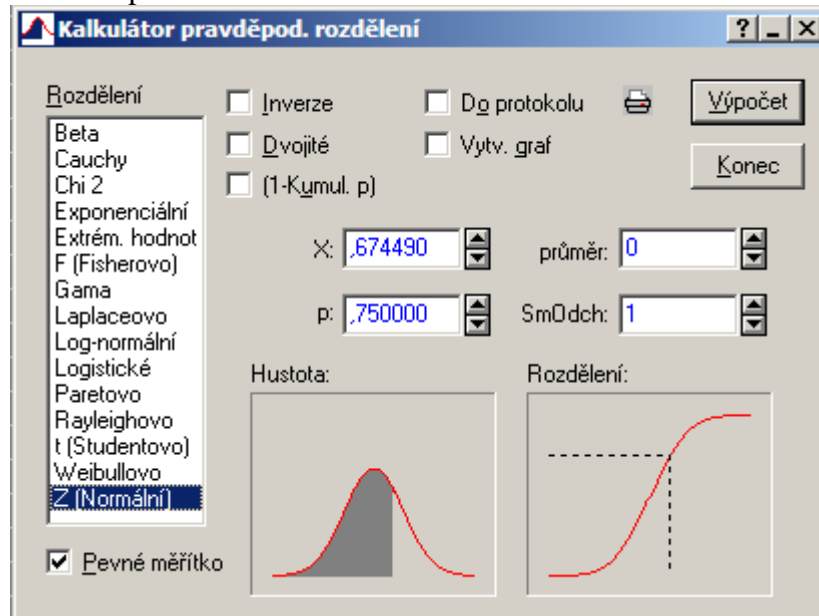 Kalkulátor pravděpod. rozdělení
Rozdělení
Beta
Cauchy
Chi 2
Exponenciální
Extrém. hodnot
F (Fisherovo)
Gama
Laplaceovo
Log-normální
Logistické
Paretovo
Rayleighovo
t (Studentovo)
Weibullovo
Z (Normální)
Pevné měřítko
Inverze
Do protokolu
Dvojité
Vytv. graf
(1-Kumul. p)
Výpočet
Konec
X: ,674490
průměr: 0
p: ,750000
SmOdch: 1
Hustota:
Rozdělení: